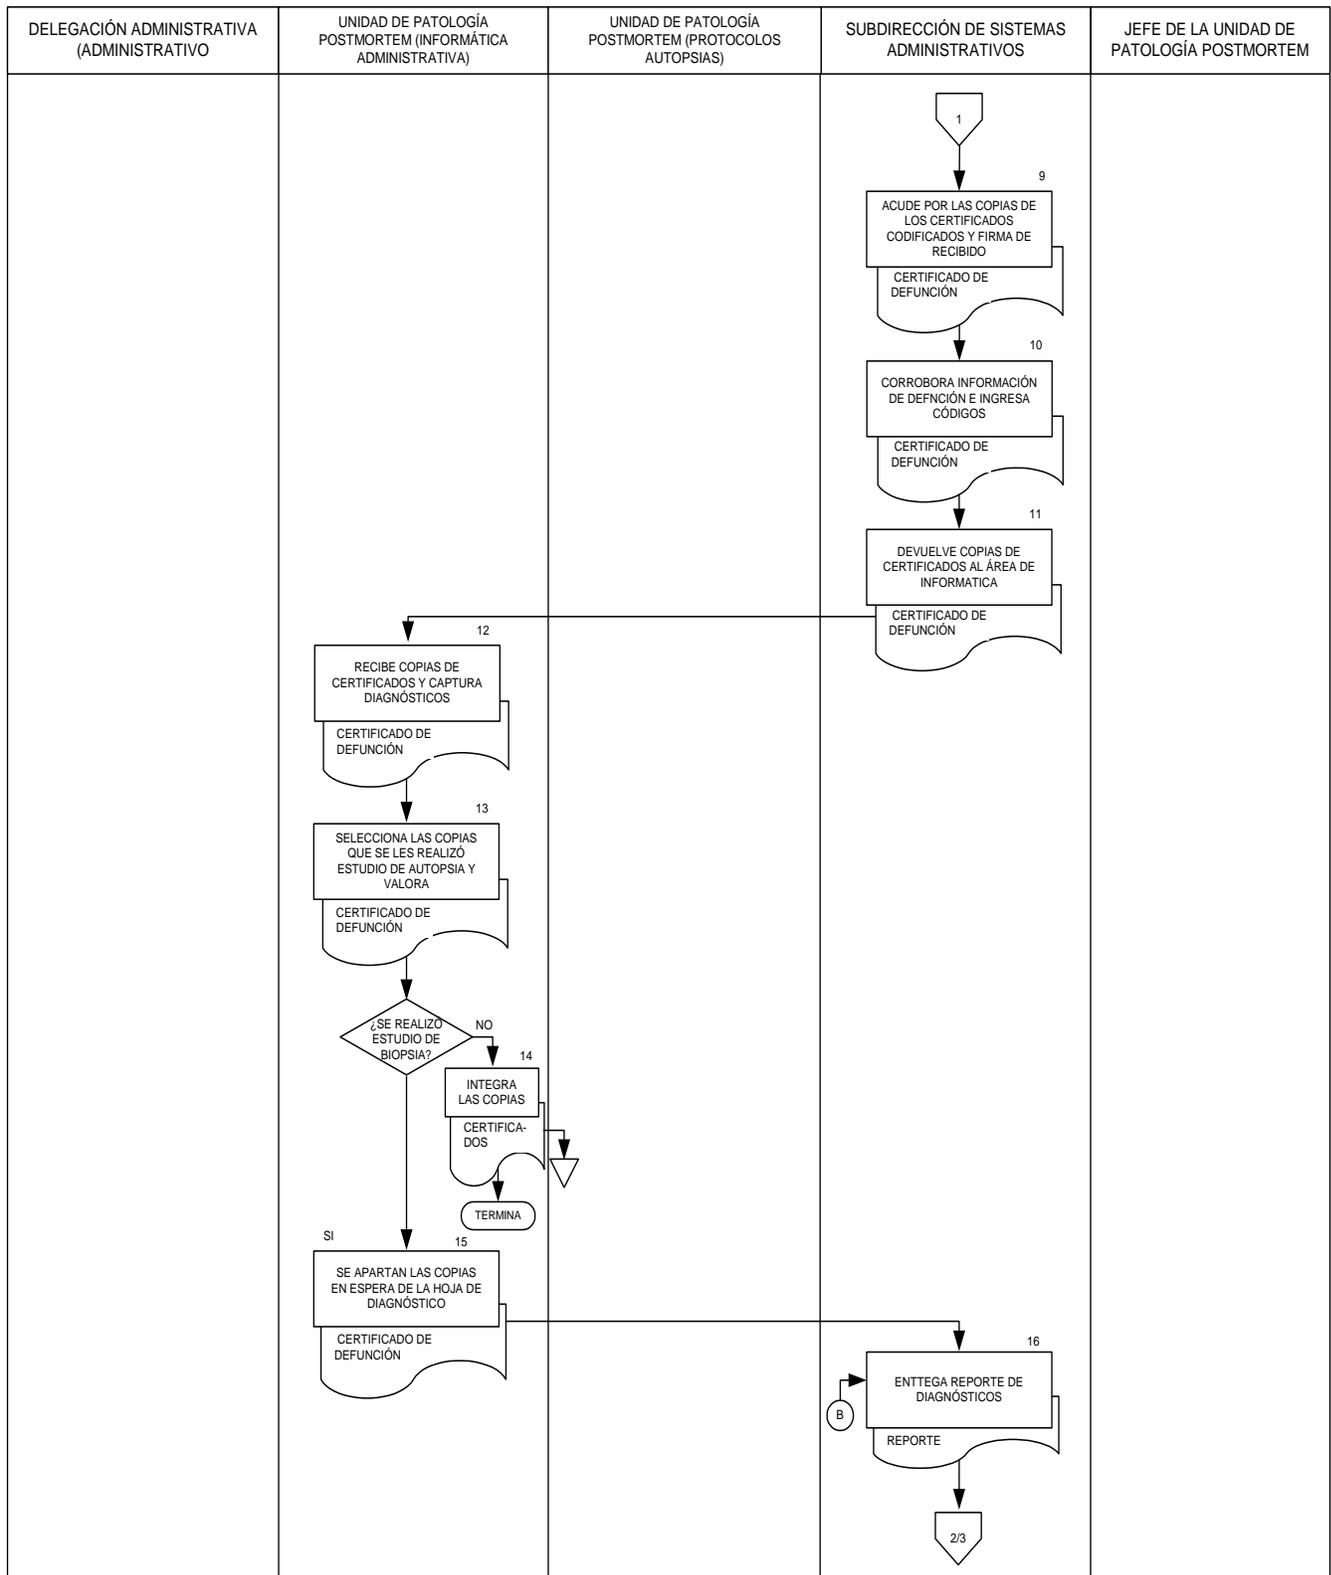 DELEGACIÓN ADMINISTRATIVA
(ADMINISTRATIVO
UNIDAD DE PATOLOGÍA
POSTMORTEM (INFORMÁTICA
ADMINISTRATIVA)
UNIDAD DE PATOLOGÍA
POSTMORTEM (PROTOCOLOS
AUTOPSIAS)
SUBDIRECCIÓN DE SISTEMAS
ADMINISTRATIVOS
JEFE DE LA UNIDAD DE
PATOLOGÍA POSTMORTEM
1
9
ACUDE POR LAS COPIAS DE
LOS CERTIFICADOS
CODIFICADOS Y FIRMA DE
RECIBIDO
CERTIFICADO DE
DEFUNCIÓN
10
CORROBORA INFORMACIÓN
DE DEFNCIÓN E INGRESA
CÓDIGOS
CERTIFICADO DE
DEFUNCIÓN
11
DEVUELVE COPIAS DE
CERTIFICADOS AL ÁREA DE
INFORMATICA
CERTIFICADO DE
DEFUNCIÓN
12
RECIBE COPIAS DE
CERTIFICADOS Y CAPTURA
DIAGNÓSTICOS
CERTIFICADO DE
DEFUNCIÓN
13
SELECCIONA LAS COPIAS
QUE SE LES REALIZÓ
ESTUDIO DE AUTOPSIA Y
VALORA
CERTIFICADO DE
DEFUNCIÓN
¿SE REALIZÓ
ESTUDIO DE
BIOPSIA?
NO
14
INTEGRA
LAS COPIAS
CERTIFICA-
DOS
TERMINA
SI
15
SE APARTAN LAS COPIAS
EN ESPERA DE LA HOJA DE
DIAGNÓSTICO
CERTIFICADO DE
DEFUNCIÓN
16
ENTTEGA REPORTE DE
DIAGNÓSTICOS
B
REPORTE
2/3